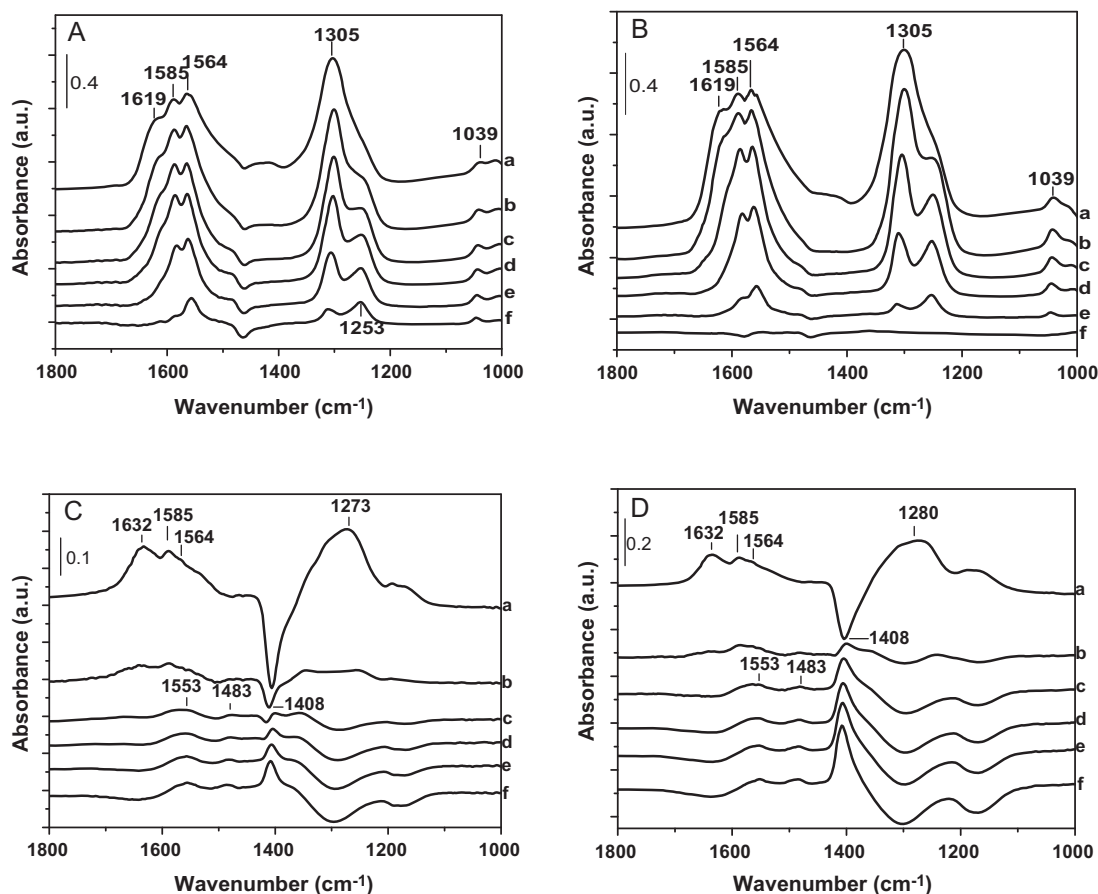 A
0.4
1619
1585
1564
1305
1039
1253
a
b
c
d
e
f
1800 1600 1400 1200 1000
Wavenumber (cm-1)
Absorbance (a.u.)
B
0.4
1619
1585
1564
1305
1039
a
b
c
d
e
f
1800 1600 1400 1200 1000
Wavenumber (cm-1)
Absorbance (a.u.)
C
0.1
1632
1585
1564
1273
1553
1483
1408
a
b
c
d
e
f
1800 1600 1400 1200 1000
Wavenumber (cm-1)
Absorbance (a.u.)
D
0.2
1632
1585
1564
1280
1408
1553
1483
a
b
c
d
e
f
1800 1600 1400 1200 1000
Wavenumber (cm-1)
Absorbance (a.u.)